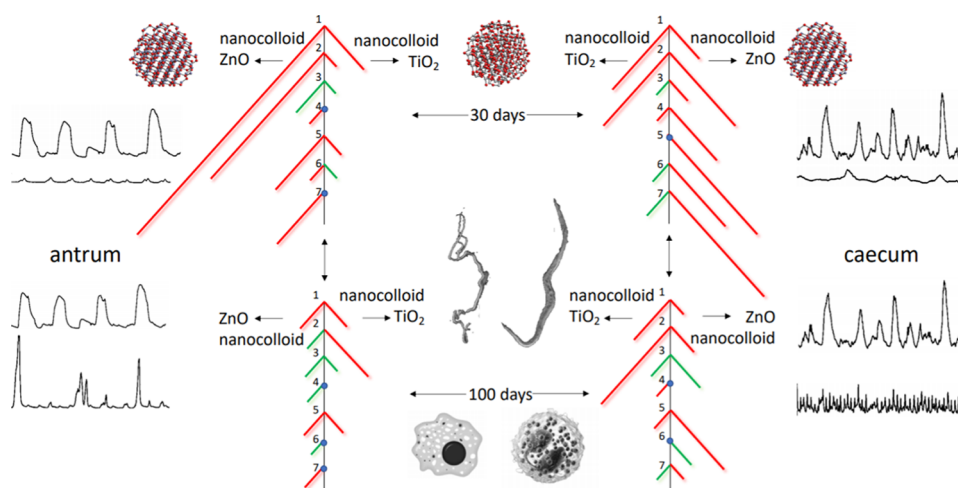 nanocolloid
ZnO
1
2
3
4
5
6
7
nanocolloid
TiO₂
nanocolloid
TiO₂
1
2
3
4
5
6
7
nanocolloid
ZnO
30 days
antrum
caecum
ZnO
nanocolloid
1
2
3
4
5
6
7
nanocolloid
TiO₂
nanocolloid
TiO₂
1
2
3
4
5
6
7
ZnO
nanocolloid
100 days